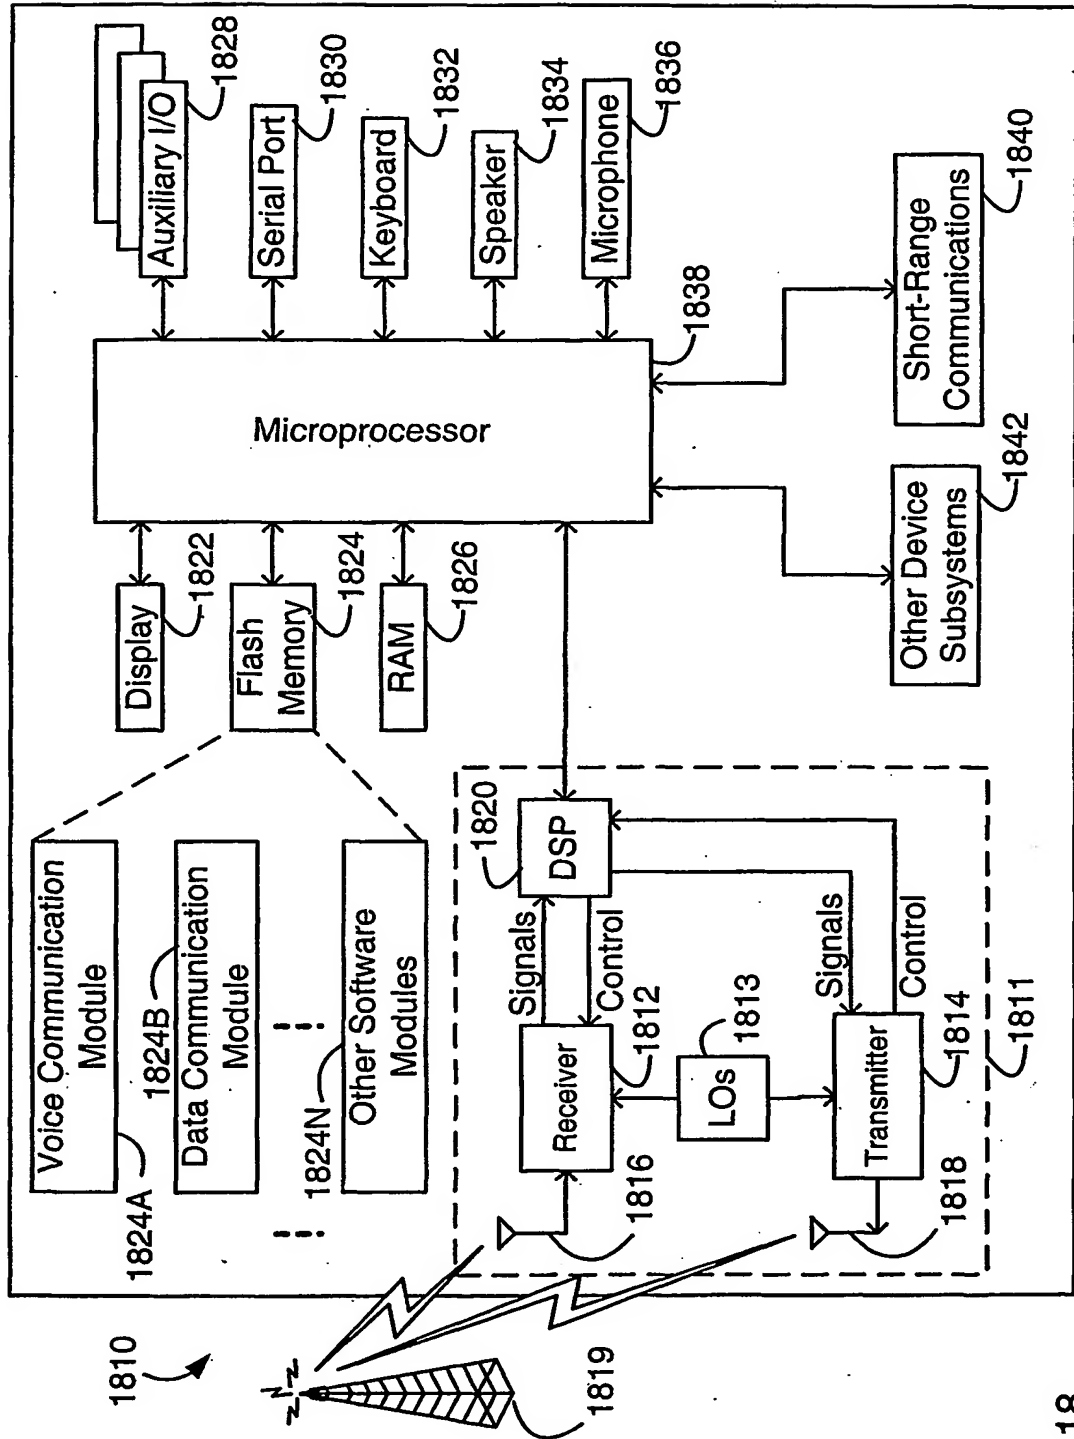 1810
1819
Voice Communication
Module
1824A
1824B
Data Communication
Module
1824N
Other Software
Modules
Display
1822
Flash
Memory
1824
RAM
1826
Microprocessor
1838
Auxiliary I/O
1828
Serial Port
1830
Keyboard
1832
Speaker
1834
Microphone
1836
Short-Range
Communications
1840
Other Device
Subsystems
1842
1820
DSP
Signals
Control
Receiver
1812
1816
LOs
1813
Signals
Control
Transmitter
1814
1818
1811
18